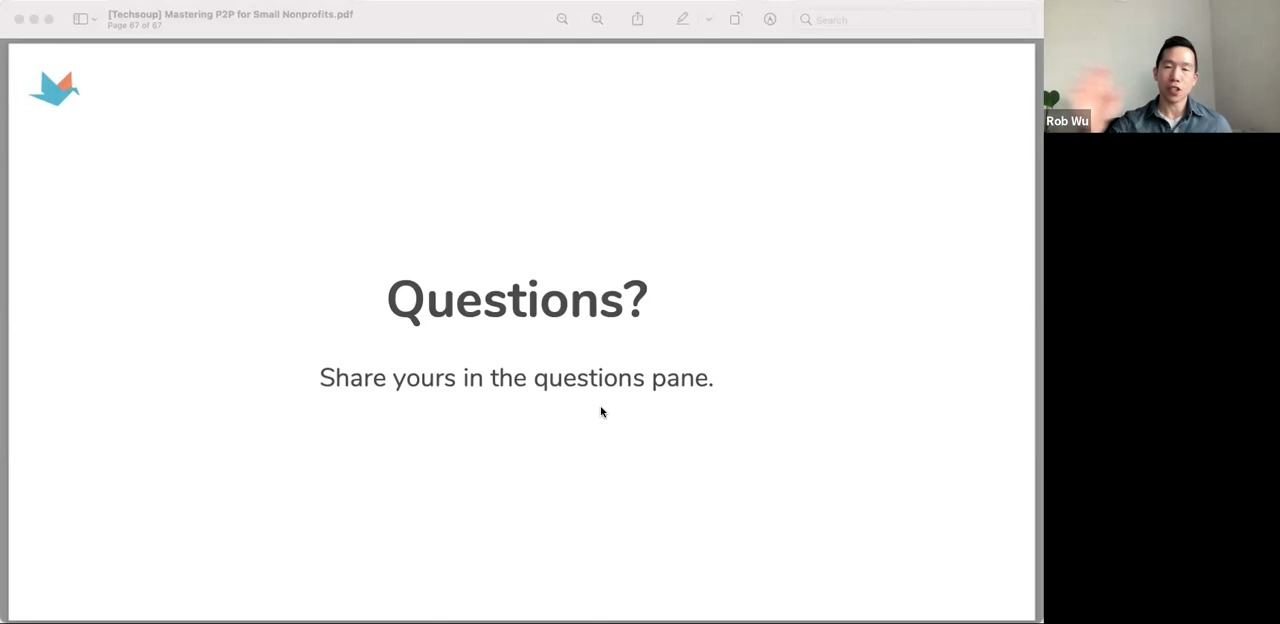 [Techsoup] Mastering P2P for Small Nonprofits.pdf
Page 67 of 67
Search
Rob Wu
Questions?
Share yours in the questions pane.